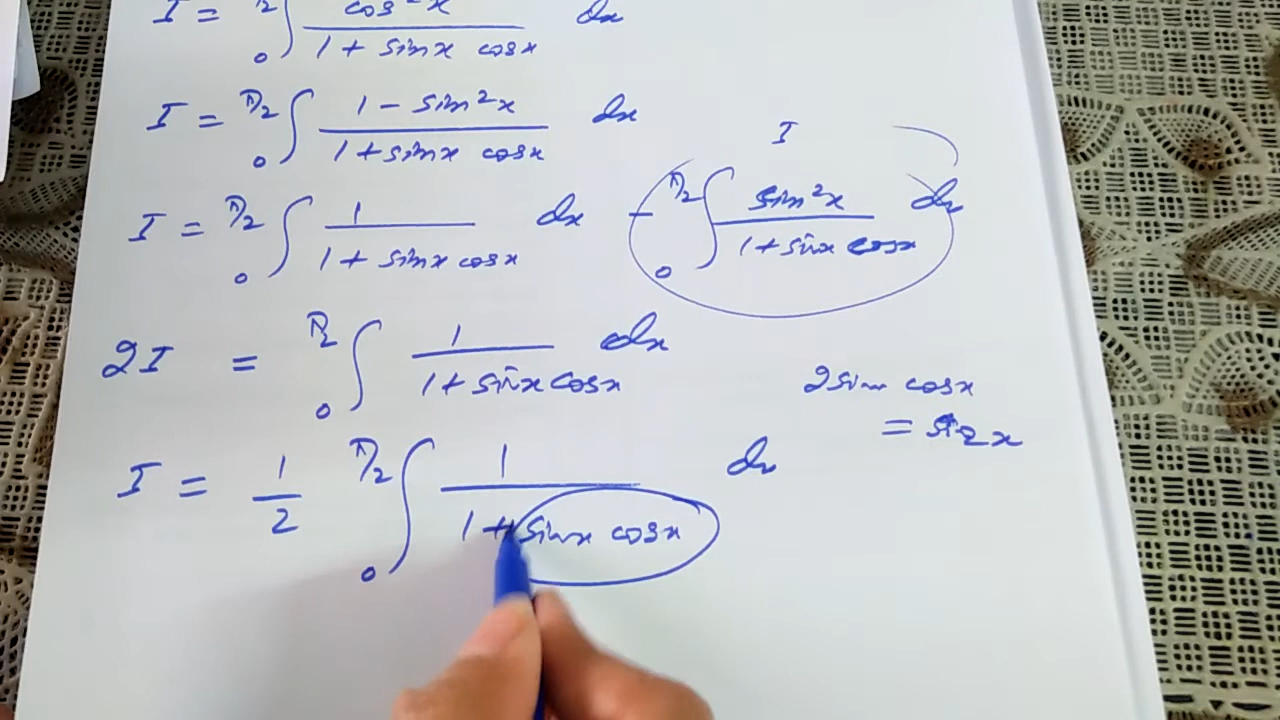 I = π/2 ∫ 0 cos²x / 1 + sinx cosx dx
I = π/2 ∫ 0 1 - sin²x / 1 + sinx cosx dx
I
I = π/2 ∫ 0 1 / 1 + sinx cosx dx - π/2 ∫ 0 sin²x / 1 + sinx cosx dx
2I = π/2 ∫ 0 1 / 1 + sinx cosx dx
2sinx cosx
= sin2x
I = 1/2 π/2 ∫ 0 1 / 1 + sinx cosx dx